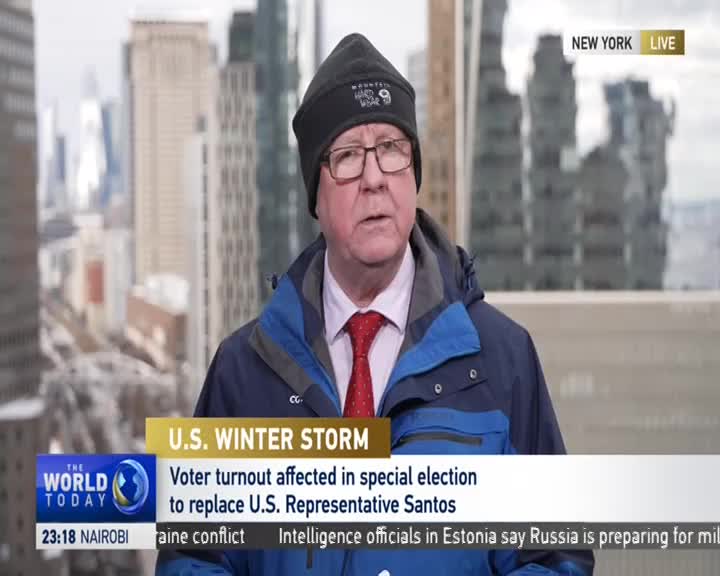 NEW YORK LIVE
MOUNTAIN
HARD
WEAR
U.S. WINTER STORM
Voter turnout affected in special election
to replace U.S. Representative Santos
THE
WORLD
TODAY
23:18 NAIROBI
raine conflict Intelligence officials in Estonia say Russia is preparing for mil